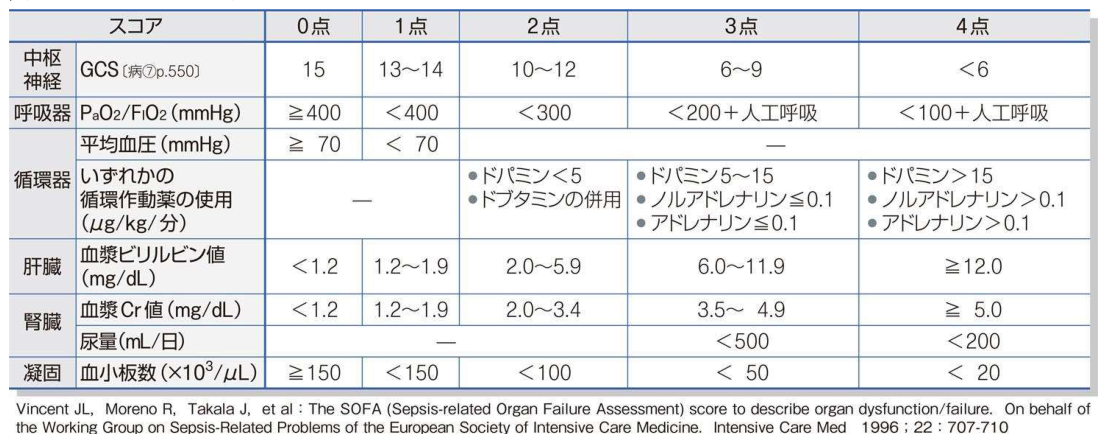 スコア 0点 1点 2点 3点 4点
中枢神経 GCS〔病⑦p.550〕 15 13〜14 10〜12 6〜9 <6
呼吸器 PaO2/FIO2(mmHg) ≧400 <400 <300 <200+人工呼吸 <100+人工呼吸
循環器 平均血圧(mmHg) ≧ 70 < 70 —
いずれかの循環作動薬の使用(μg/kg/分) — ●ドパミン<5 ●ドブタミンの併用 ●ドパミン5〜15 ●ノルアドレナリン≦0.1 ●アドレナリン≦0.1 ●ドパミン>15 ●ノルアドレナリン>0.1 ●アドレナリン>0.1
肝臓 血漿ビリルビン値(mg/dL) <1.2 1.2〜1.9 2.0〜5.9 6.0〜11.9 ≧12.0
腎臓 血漿Cr値(mg/dL) <1.2 1.2〜1.9 2.0〜3.4 3.5〜 4.9 ≧ 5.0
尿量(mL/日) — <500 <200
凝固 血小板数(×10³/μL) ≧150 <150 <100 < 50 < 20
Vincent JL, Moreno R, Takala J, et al:The SOFA (Sepsis-related Organ Failure Assessment) score to describe organ dysfunction/failure. On behalf of
the Working Group on Sepsis-Related Problems of the European Society of Intensive Care Medicine. Intensive Care Med 1996;22:707-710